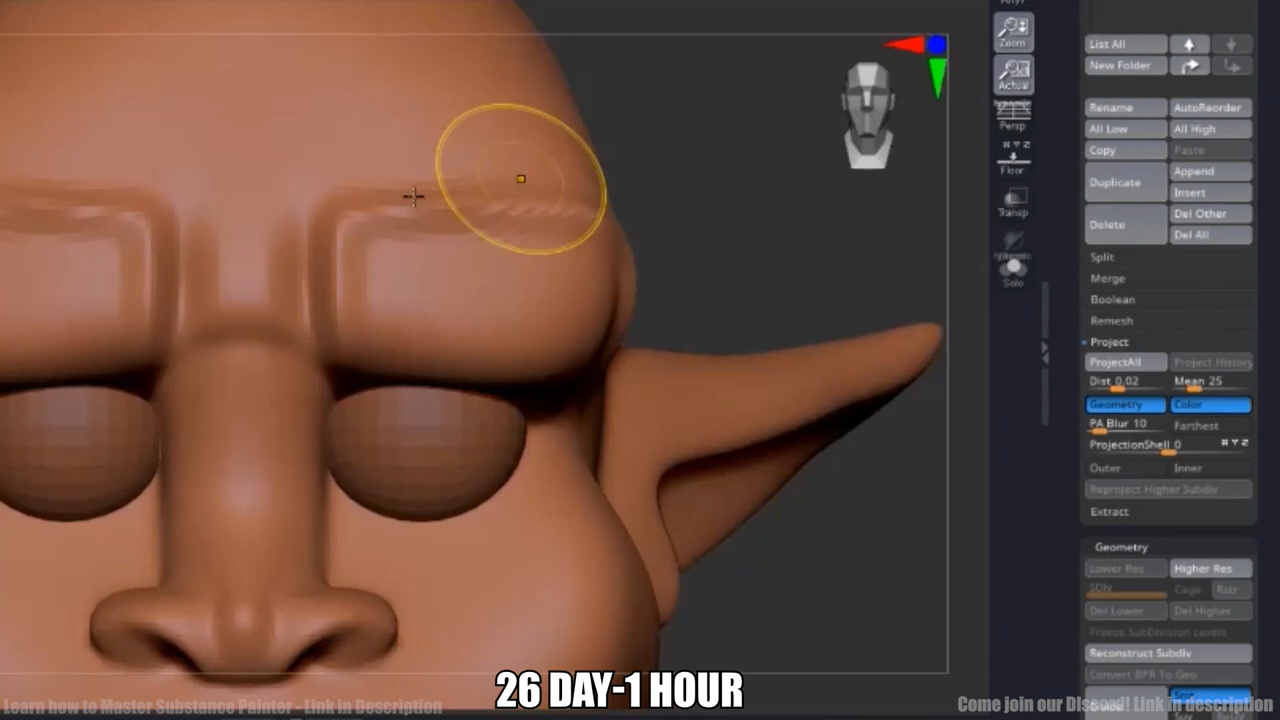 Zoom
Actual
Persp
Floor
Transp
Solo
List All
New Folder
Rename AutoReorder
All Low All High
Copy Paste
Duplicate Append
Insert
Delete Del Other
Del All
Split
Merge
Boolean
Remesh
Project
ProjectAll Project History
Dist 0.02 Mean 25
Geometry Color
PA Blur 10 Farthest
ProjectionShell 0 X Y Z
Outer Inner
Reproject Higher Subdiv
Extract
Geometry
Lower Res Higher Res
SDiv Cage Rstr
Del Lower Del Higher
Freeze SubDivision Levels
Reconstruct Subdiv
Convert BPR To Geo
26 DAY-1 HOUR
Learn how to Master Substance Painter - Link in Description
Come join our Discord! Link in description